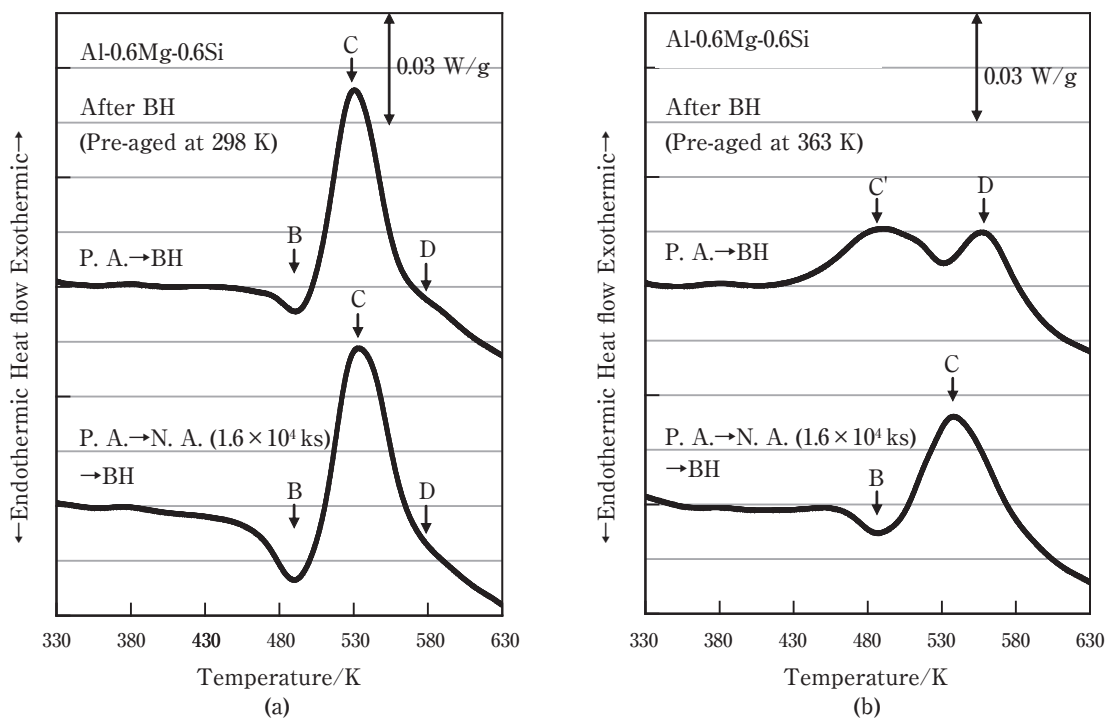 Al-0.6Mg-0.6Si
C
0.03 W/g
After BH
(Pre-aged at 298 K)
B
P. A.→BH
D
C
P. A.→N. A. (1.6×10⁴ ks)
→BH
B
D
←Endothermic Heat flow Exothermic→
330 380 430 480 530 580 630
Temperature/K
(a)
Al-0.6Mg-0.6Si
0.03 W/g
After BH
(Pre-aged at 363 K)
C'
D
P. A.→BH
C
P. A.→N. A. (1.6×10⁴ ks)
→BH
B
←Endothermic Heat flow Exothermic→
330 380 430 480 530 580 630
Temperature/K
(b)